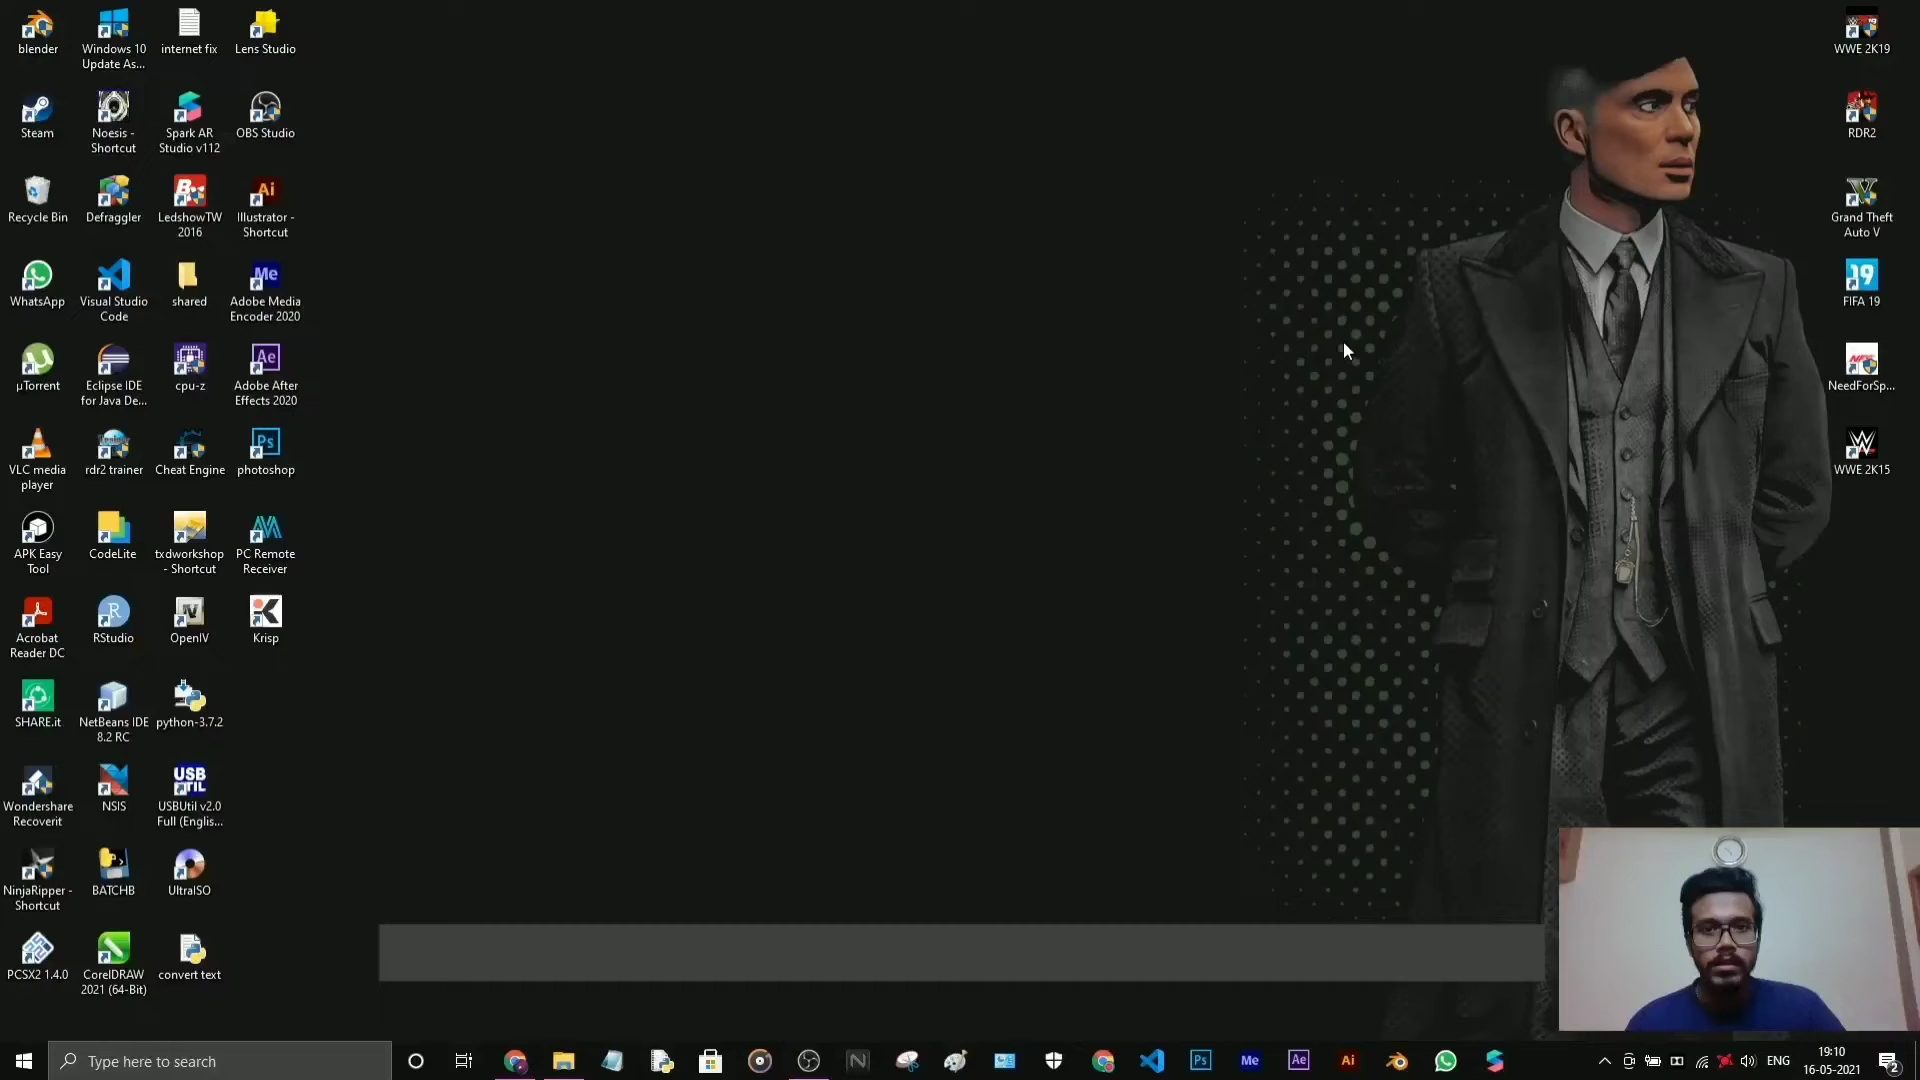 blender
Windows 10
Update As...
internet fix
Lens Studio
WWE 2K19
Steam
Noesis -
Shortcut
Spark AR
Studio v112
OBS Studio
RDR2
Recycle Bin
Defraggler
LedshowTW
2016
Illustrator -
Shortcut
Grand Theft
Auto V
WhatsApp
Visual Studio
Code
shared
Adobe Media
Encoder 2020
FIFA 19
µTorrent
Eclipse IDE
for Java De...
cpu-z
Adobe After
Effects 2020
NeedForSp...
VLC media
player
rdr2 trainer
Cheat Engine
photoshop
WWE 2K15
APK Easy
Tool
CodeLite
txdworkshop
- Shortcut
PC Remote
Receiver
Acrobat
Reader DC
RStudio
OpenIV
Krisp
SHARE.it
NetBeans IDE
8.2 RC
python-3.7.2
Wondershare
Recoverit
NSIS
USBUtil v2.0
Full (Englis...
NinjaRipper -
Shortcut
BATCHB
UltraISO
PCSX2 1.4.0
CorelDRAW
2021 (64-Bit)
convert text
Type here to search
ENG
19:10
16-05-2021
2